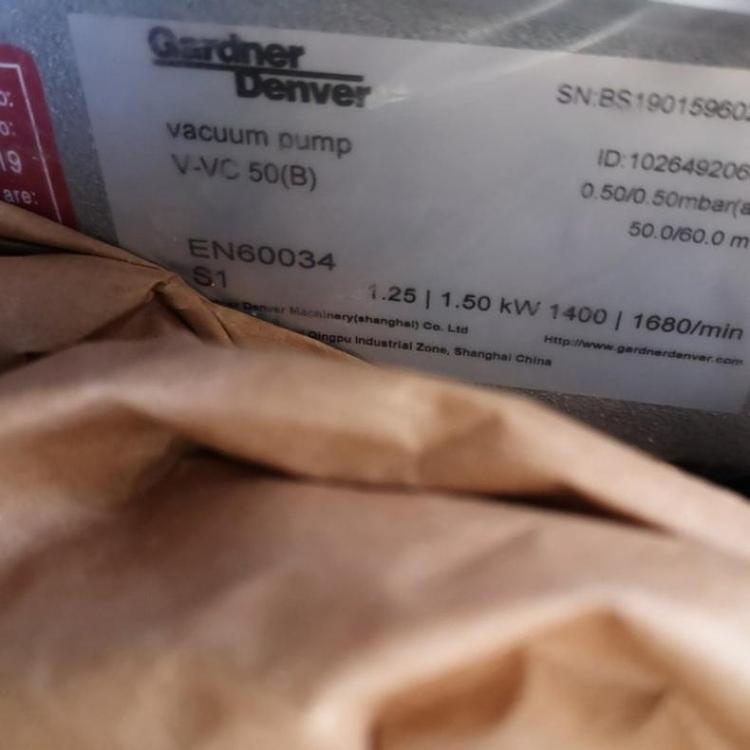 Gardner
Denver
vacuum pump
V-VC 50(B)
SN:BS190159602
ID:102649206
0.50/0.50mbar(a
50.0/60.0 m
EN60034
S1
1.25 | 1.50 kW 1400 | 1680/min
Denver Machinery(shanghai) Co. Ltd
Http://www.gardnerdenver.com
Qingpu Industrial Zone, Shanghai China
o:
o:
19
are: